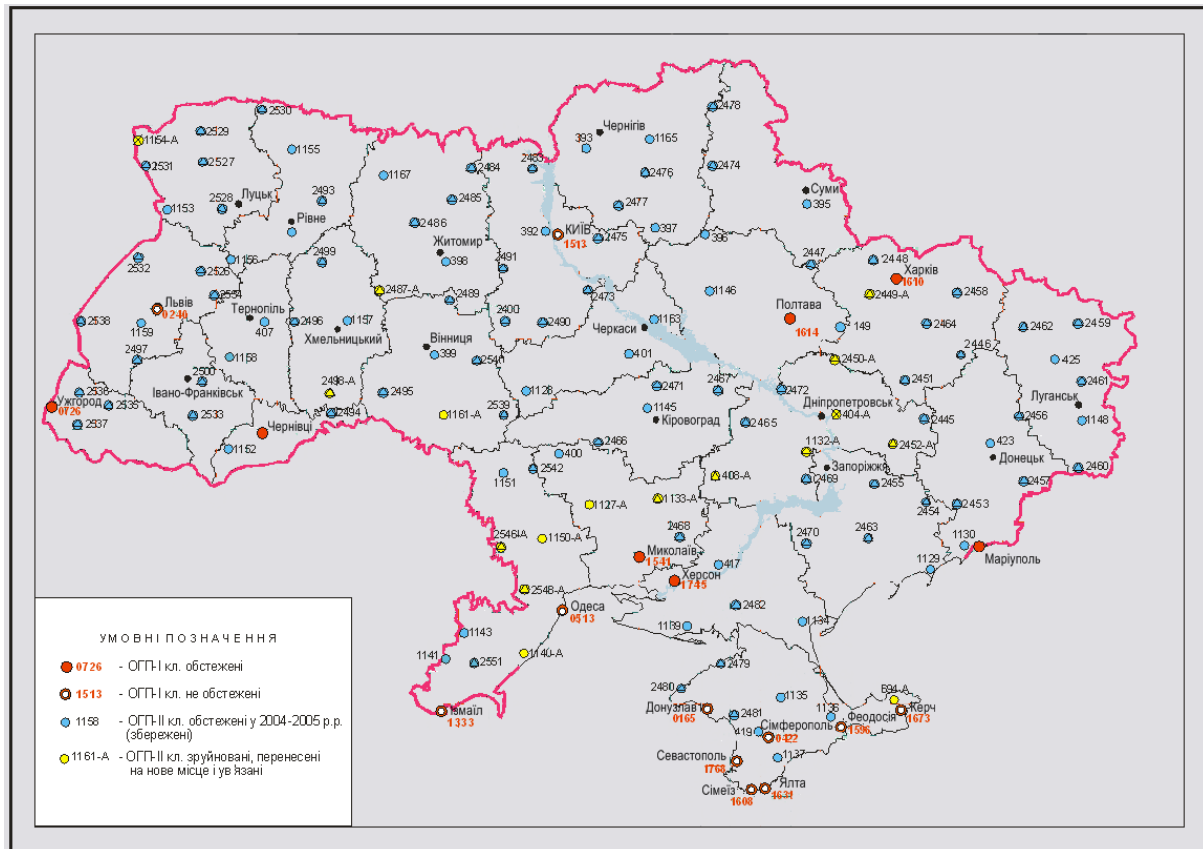 2530
2478
1154-A
2529
Чернігів
393
1165
1155
2531
2527
2484
2483
2474
1167
2476
Суми
2493
2485
Луцьк
2528
1153
2477
395
Рівне
2486
392
КИЇВ
1513
397
396
2475
Житомир
398
2499
2491
2447
2448
2532
1156
2526
Харків
1610
2487-A
2449-A
2458
2554
2489
2473
1146
Львів
0240
Тернопіль
407
1159
2538
2496
1157
Хмельницький
2400
2490
1163
Черкаси
Полтава
1614
149
2464
2462
2459
Вінниця
399
2497
1158
401
2450-A
2446
425
2500
Івано-Франківськ
2540
2451
2461
2536
2498-A
2495
1128
2471
2467
2472
Луганськ
Ужгород
0726
2535
2533
2494
1161-A
2539
1145
Кіровоград
Дніпропетровськ
404-A
2445
2456
1148
2537
Чернівці
2465
1152
2466
1132-A
2452-A
423
Донецьк
400
2542
1151
408-A
Запоріжжя
2469
2455
2457
2460
1127-A
1133-A
2454
2453
2468
1150-A
2470
2463
1130
Миколаїв
1541
417
Маріуполь
1129
Херсон
1745
2548-A
Одеса
0513
2482
1139
1134
1143
1141
2551
1140-A
2479
2480
1135
594-A
Донузлав
0165
2481
1136
Керч
1673
Ізмаїл
1333
Сімферополь
Феодосія
1596
419
0422
Севастополь
1768
1137
Сімеїз
1608
Ялта
1631
УМОВНІ ПОЗНАЧЕННЯ
0726 - ОГП-I кл. обстежені
1513 - ОГП-I кл. не обстежені
1158 - ОГП-II кл. обстежені у 2004-2005 р.р.
(збережені)
1161-A - ОГП-II кл. зруйновані, перенесені
на нове місце і ув'язані